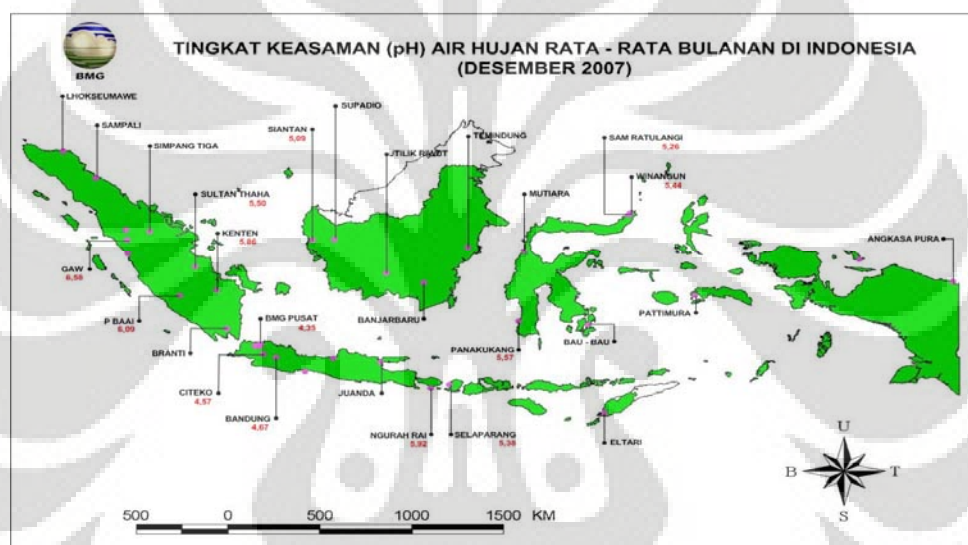 TINGKAT KEASAMAN (pH) AIR HUJAN RATA - RATA BULANAN DI INDONESIA
(DESEMBER 2007)
BMG
LHOKSEUMAWE
SAMPALI
SIMPANG TIGA
SULTAN THAHA
5,50
KENTEN
5,86
GAW
6,58
P BAAI
6,09
BRANTI
BMG PUSAT
4,35
CITEKO
4,57
BANDUNG
4,67
JUANDA
NGURAH RAI
5,92
SELAPARANG
5,38
SIANTAN
5,09
SUPADIO
TEMINDUNG
BANJARBARU
MUTIARA
SAM RATULANGI
5,26
WINANGUN
5,44
PANAKUKANG
5,57
BAU - BAU
PATTIMURA
ANGKASA PURA
ELTARI
U
B
T
S
500 0 500 1000 1500 KM